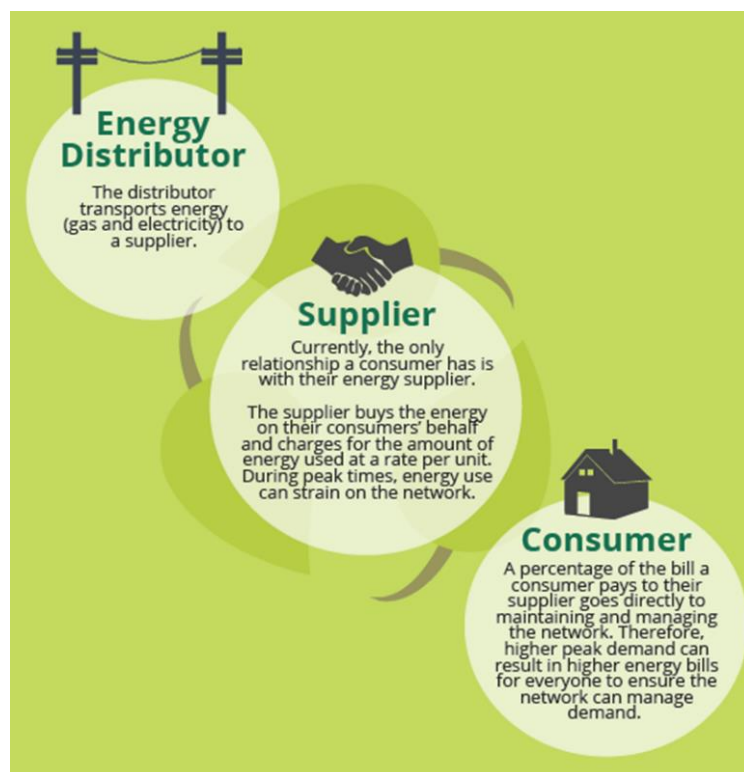 Energy
Distributor
The distributor
transports energy
(gas and electricity) to
a supplier.
Supplier
Currently, the only
relationship a consumer has is
with their energy supplier.
The supplier buys the energy
on their consumers' behalf
and charges for the amount of
energy used at a rate per unit.
During peak times, energy use
can strain on the network.
Consumer
A percentage of the bill a
consumer pays to their
supplier goes directly to
maintaining and managing
the network. Therefore,
higher peak demand can
result in higher energy bills
for everyone to ensure the
network can manage
demand.